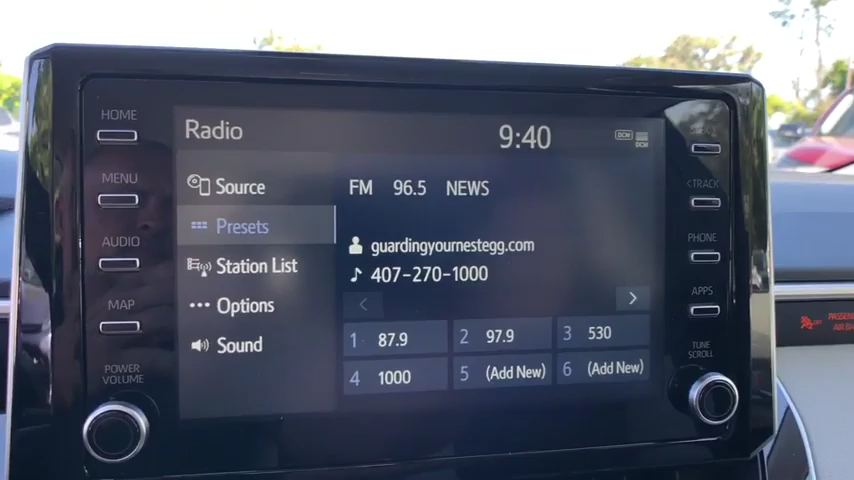 HOME
MENU
AUDIO
MAP
POWER
VOLUME
Radio
9:40
DCM
DCM
Source
Presets
Station List
Options
Sound
FM 96.5 NEWS
guardingyournestegg.com
407-270-1000
<
>
1 87.9
2 97.9
3 530
4 1000
5 (Add New)
6 (Add New)
<TRACK
PHONE
APPS
TUNE
SCROLL